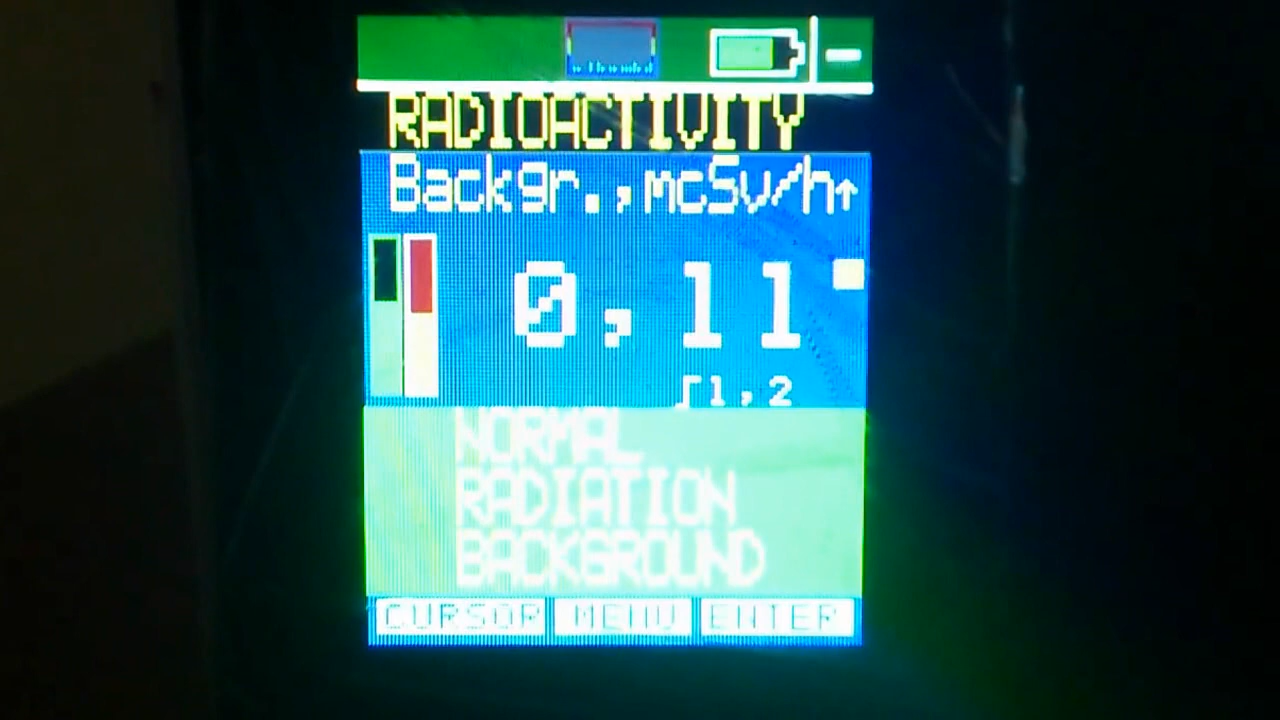 RADIOACTIVITY
Backgr.,mcSv/h↑
0,11
∫1,2
NORMAL
RADIATION
BACKGROUND
CURSOR MENU ENTER